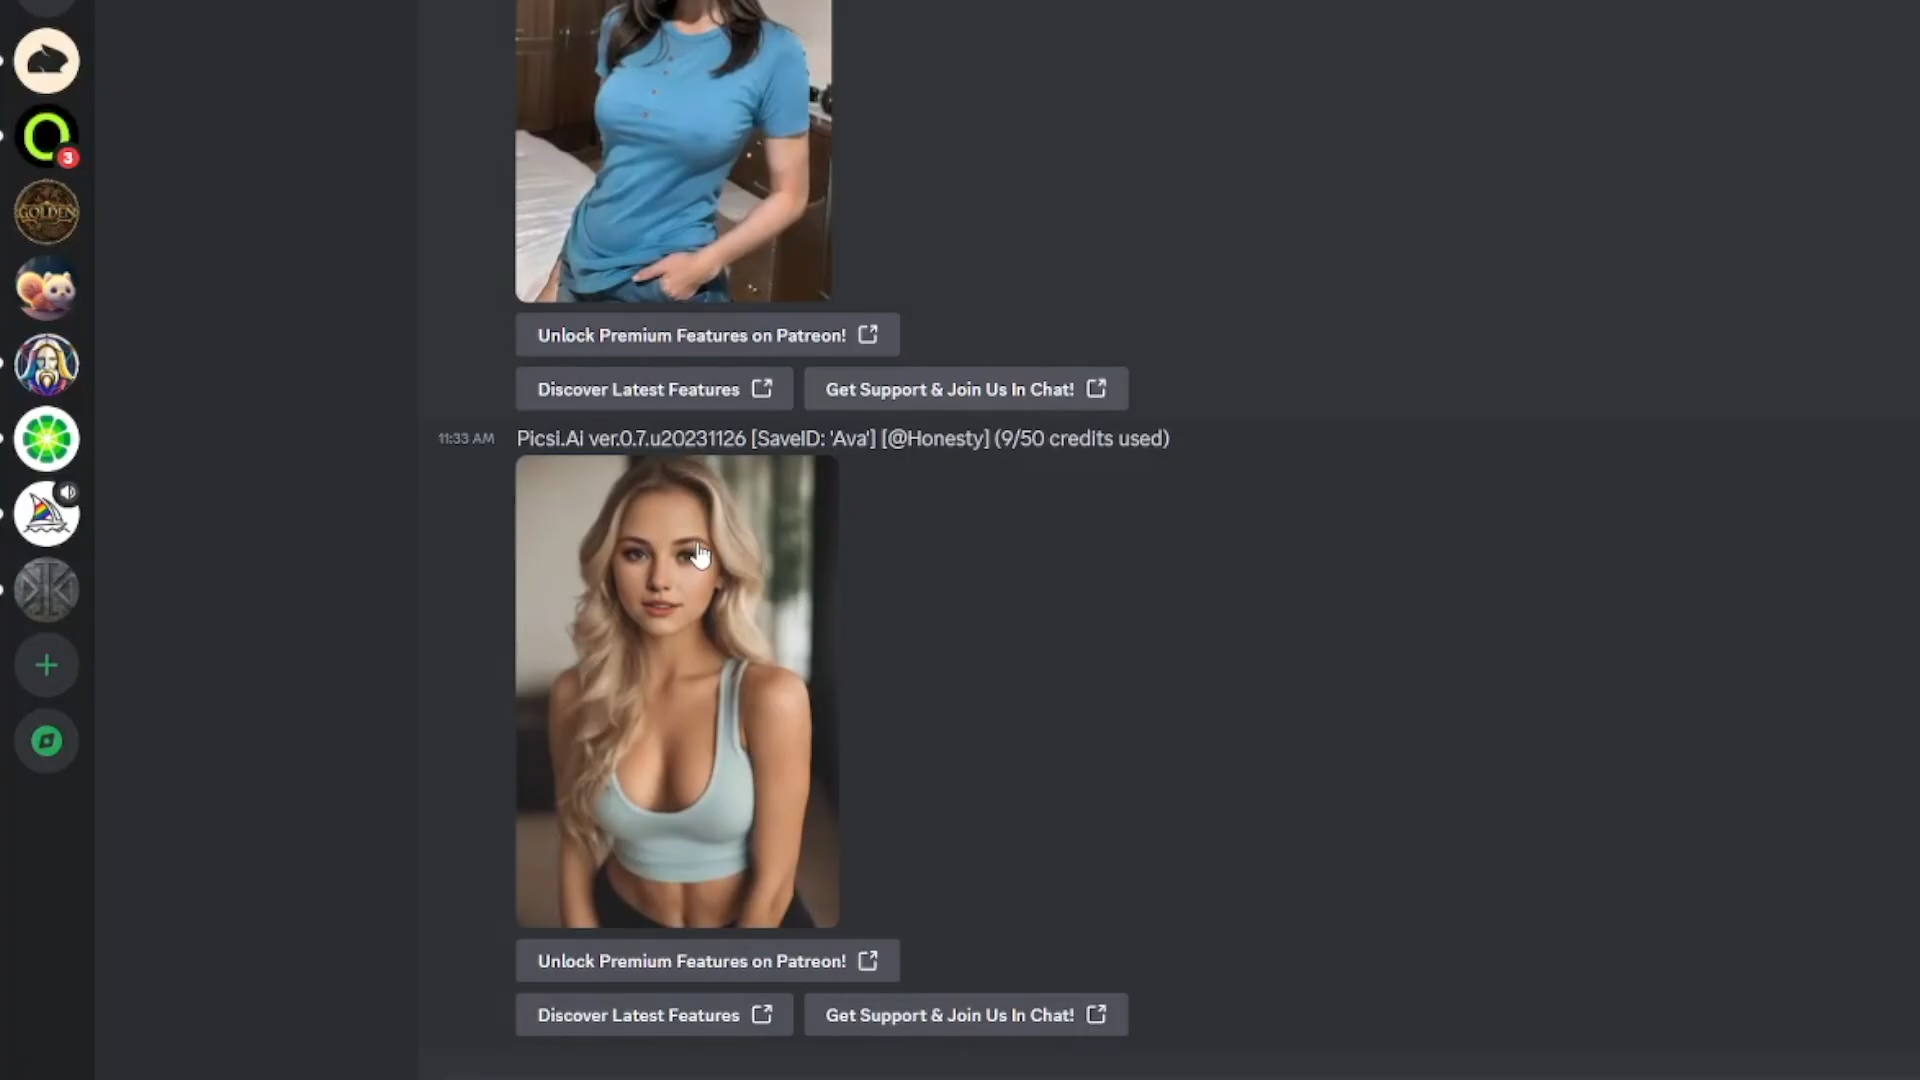 3
GOLDEN
Unlock Premium Features on Patreon!
Discover Latest Features
Get Support & Join Us In Chat!
11:33 AM
Picsi.Ai ver.0.7.u20231126 [SaveID: 'Ava'] [@Honesty] (9/50 credits used)
Unlock Premium Features on Patreon!
Discover Latest Features
Get Support & Join Us In Chat!